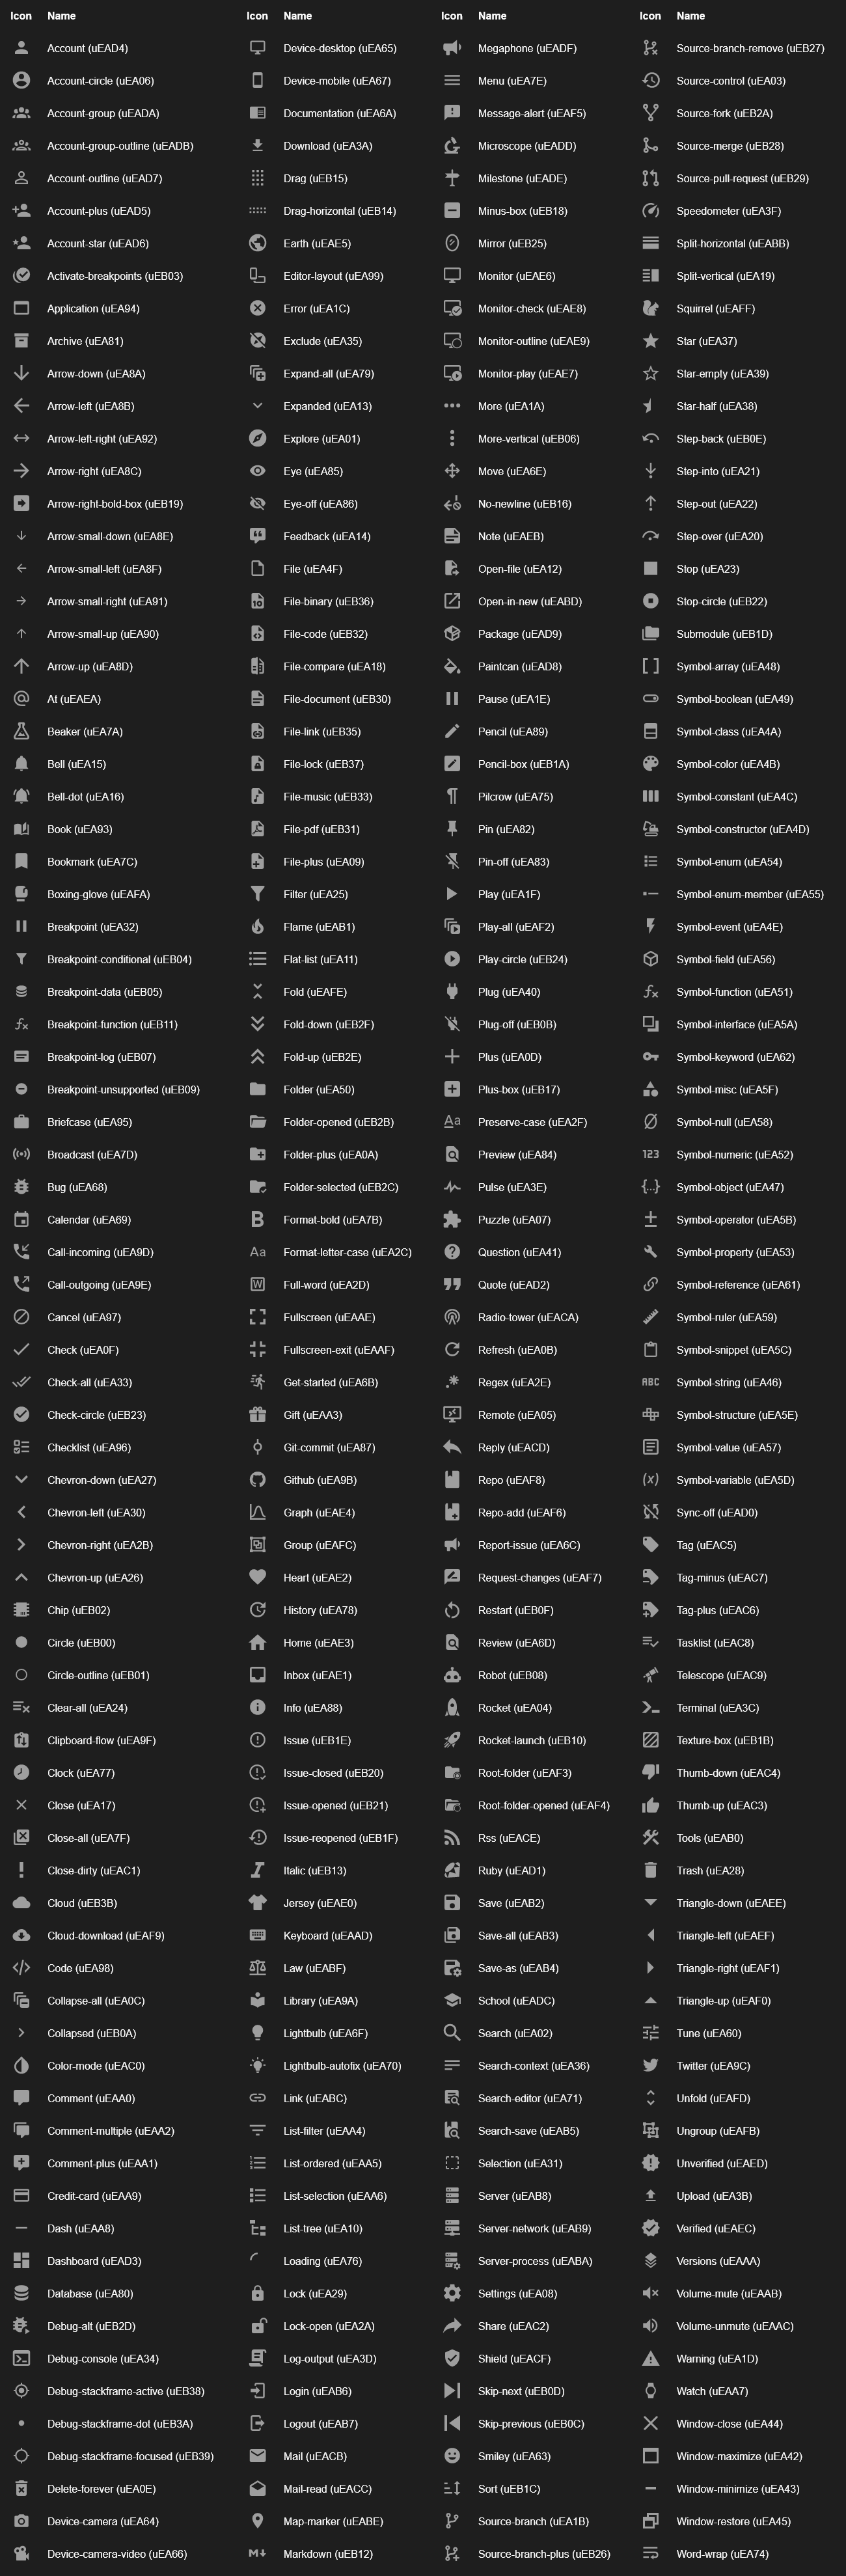 Icon Name Icon Name Icon Name Icon Name
Account (uEAD4) Device-desktop (uEA65) Megaphone (uEADF) Source-branch-remove (uEB27)
Account-circle (uEA06) Device-mobile (uEA67) Menu (uEA7E) Source-control (uEA03)
Account-group (uEADA) Documentation (uEA6A) Message-alert (uEAF5) Source-fork (uEB2A)
Account-group-outline (uEADB) Download (uEA3A) Microscope (uEADD) Source-merge (uEB28)
Account-outline (uEAD7) Drag (uEB15) Milestone (uEADE) Source-pull-request (uEB29)
Account-plus (uEAD5) Drag-horizontal (uEB14) Minus-box (uEB18) Speedometer (uEA3F)
Account-star (uEAD6) Earth (uEAE5) Mirror (uEB25) Split-horizontal (uEABB)
Activate-breakpoints (uEB03) Editor-layout (uEA99) Monitor (uEAE6) Split-vertical (uEA19)
Application (uEA94) Error (uEA1C) Monitor-check (uEAE8) Squirrel (uEAFF)
Archive (uEA81) Exclude (uEA35) Monitor-outline (uEAE9) Star (uEA37)
Arrow-down (uEA8A) Expand-all (uEA79) Monitor-play (uEAE7) Star-empty (uEA39)
Arrow-left (uEA8B) Expanded (uEA13) More (uEA1A) Star-half (uEA38)
Arrow-left-right (uEA92) Explore (uEA01) More-vertical (uEB06) Step-back (uEB0E)
Arrow-right (uEA8C) Eye (uEA85) Move (uEA6E) Step-into (uEA21)
Arrow-right-bold-box (uEB19) Eye-off (uEA86) No-newline (uEB16) Step-out (uEA22)
Arrow-small-down (uEA8E) Feedback (uEA14) Note (uEAEB) Step-over (uEA20)
Arrow-small-left (uEA8F) File (uEA4F) Open-file (uEA12) Stop (uEA23)
Arrow-small-right (uEA91) File-binary (uEB36) Open-in-new (uEABD) Stop-circle (uEB22)
Arrow-small-up (uEA90) File-code (uEB32) Package (uEAD9) Submodule (uEB1D)
Arrow-up (uEA8D) File-compare (uEA18) Paintcan (uEAD8) Symbol-array (uEA48)
At (uEAEA) File-document (uEB30) Pause (uEA1E) Symbol-boolean (uEA49)
Beaker (uEA7A) File-link (uEB35) Pencil (uEA89) Symbol-class (uEA4A)
Bell (uEA15) File-lock (uEB37) Pencil-box (uEB1A) Symbol-color (uEA4B)
Bell-dot (uEA16) File-music (uEB33) Pilcrow (uEA75) Symbol-constant (uEA4C)
Book (uEA93) File-pdf (uEB31) Pin (uEA82) Symbol-constructor (uEA4D)
Bookmark (uEA7C) File-plus (uEA09) Pin-off (uEA83) Symbol-enum (uEA54)
Boxing-glove (uEAFA) Filter (uEA25) Play (uEA1F) Symbol-enum-member (uEA55)
Breakpoint (uEA32) Flame (uEAB1) Play-all (uEAF2) Symbol-event (uEA4E)
Breakpoint-conditional (uEB04) Flat-list (uEA11) Play-circle (uEB24) Symbol-field (uEA56)
Breakpoint-data (uEB05) Fold (uEAFE) Plug (uEA40) Symbol-function (uEA51)
Breakpoint-function (uEB11) Fold-down (uEB2F) Plug-off (uEB0B) Symbol-interface (uEA5A)
Breakpoint-log (uEB07) Fold-up (uEB2E) Plus (uEA0D) Symbol-keyword (uEA62)
Breakpoint-unsupported (uEB09) Folder (uEA50) Plus-box (uEB17) Symbol-misc (uEA5F)
Briefcase (uEA95) Folder-opened (uEB2B) Preserve-case (uEA2F) Symbol-null (uEA58)
Broadcast (uEA7D) Folder-plus (uEA0A) Preview (uEA84) Symbol-numeric (uEA52)
Bug (uEA68) Folder-selected (uEB2C) Pulse (uEA3E) Symbol-object (uEA47)
Calendar (uEA69) Format-bold (uEA7B) Puzzle (uEA07) Symbol-operator (uEA5B)
Call-incoming (uEA9D) Format-letter-case (uEA2C) Question (uEA41) Symbol-property (uEA53)
Call-outgoing (uEA9E) Full-word (uEA2D) Quote (uEAD2) Symbol-reference (uEA61)
Cancel (uEA97) Fullscreen (uEAAE) Radio-tower (uEACA) Symbol-ruler (uEA59)
Check (uEA0F) Fullscreen-exit (uEAAF) Refresh (uEA0B) Symbol-snippet (uEA5C)
Check-all (uEA33) Get-started (uEA6B) Regex (uEA2E) Symbol-string (uEA46)
Check-circle (uEB23) Gift (uEAA3) Remote (uEA05) Symbol-structure (uEA5E)
Checklist (uEA96) Git-commit (uEA87) Reply (uEACD) Symbol-value (uEA57)
Chevron-down (uEA27) Github (uEA9B) Repo (uEAF8) Symbol-variable (uEA5D)
Chevron-left (uEA30) Graph (uEAE4) Repo-add (uEAF6) Sync-off (uEAD0)
Chevron-right (uEA2B) Group (uEAFC) Report-issue (uEA6C) Tag (uEAC5)
Chevron-up (uEA26) Heart (uEAE2) Request-changes (uEAF7) Tag-minus (uEAC7)
Chip (uEB02) History (uEA78) Restart (uEB0F) Tag-plus (uEAC6)
Circle (uEB00) Home (uEAE3) Review (uEA6D) Tasklist (uEAC8)
Circle-outline (uEB01) Inbox (uEAE1) Robot (uEB08) Telescope (uEAC9)
Clear-all (uEA24) Info (uEA88) Rocket (uEA04) Terminal (uEA3C)
Clipboard-flow (uEA9F) Issue (uEB1E) Rocket-launch (uEB10) Texture-box (uEB1B)
Clock (uEA77) Issue-closed (uEB20) Root-folder (uEAF3) Thumb-down (uEAC4)
Close (uEA17) Issue-opened (uEB21) Root-folder-opened (uEAF4) Thumb-up (uEAC3)
Close-all (uEA7F) Issue-reopened (uEB1F) Rss (uEACE) Tools (uEAB0)
Close-dirty (uEAC1) Italic (uEB13) Ruby (uEAD1) Trash (uEA28)
Cloud (uEB3B) Jersey (uEAE0) Save (uEAB2) Triangle-down (uEAEE)
Cloud-download (uEAF9) Keyboard (uEAAD) Save-all (uEAB3) Triangle-left (uEAEF)
Code (uEA98) Law (uEABF) Save-as (uEAB4) Triangle-right (uEAF1)
Collapse-all (uEA0C) Library (uEA9A) School (uEADC) Triangle-up (uEAF0)
Collapsed (uEB0A) Lightbulb (uEA6F) Search (uEA02) Tune (uEA60)
Color-mode (uEAC0) Lightbulb-autofix (uEA70) Search-context (uEA36) Twitter (uEA9C)
Comment (uEAA0) Link (uEABC) Search-editor (uEA71) Unfold (uEAFD)
Comment-multiple (uEAA2) List-filter (uEAA4) Search-save (uEAB5) Ungroup (uEAFB)
Comment-plus (uEAA1) List-ordered (uEAA5) Selection (uEA31) Unverified (uEAED)
Credit-card (uEAA9) List-selection (uEAA6) Server (uEAB8) Upload (uEA3B)
Dash (uEAA8) List-tree (uEA10) Server-network (uEAB9) Verified (uEAEC)
Dashboard (uEAD3) Loading (uEA76) Server-process (uEABA) Versions (uEAAA)
Database (uEA80) Lock (uEA29) Settings (uEA08) Volume-mute (uEAAB)
Debug-alt (uEB2D) Lock-open (uEA2A) Share (uEAC2) Volume-unmute (uEAAC)
Debug-console (uEA34) Log-output (uEA3D) Shield (uEACF) Warning (uEA1D)
Debug-stackframe-active (uEB38) Login (uEAB6) Skip-next (uEB0D) Watch (uEAA7)
Debug-stackframe-dot (uEB3A) Logout (uEAB7) Skip-previous (uEB0C) Window-close (uEA44)
Debug-stackframe-focused (uEB39) Mail (uEACB) Smiley (uEA63) Window-maximize (uEA42)
Delete-forever (uEA0E) Mail-read (uEACC) Sort (uEB1C) Window-minimize (uEA43)
Device-camera (uEA64) Map-marker (uEABE) Source-branch (uEA1B) Window-restore (uEA45)
Device-camera-video (uEA66) Markdown (uEB12) Source-branch-plus (uEB26) Word-wrap (uEA74)